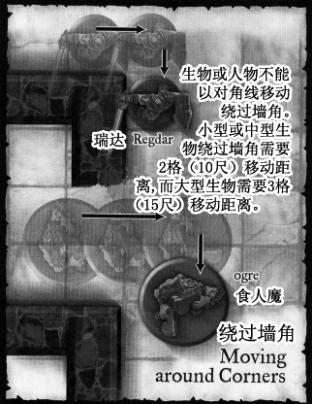 生物或人物不能
以对角线移动
绕过墙角。
小型或中型生
物绕过墙角需要
2格（10尺）移动距
离,而大型生物需要3格
（15尺）移动距离。
瑞达 Regdar
ogre
食人魔
绕过墙角
Moving
around Corners